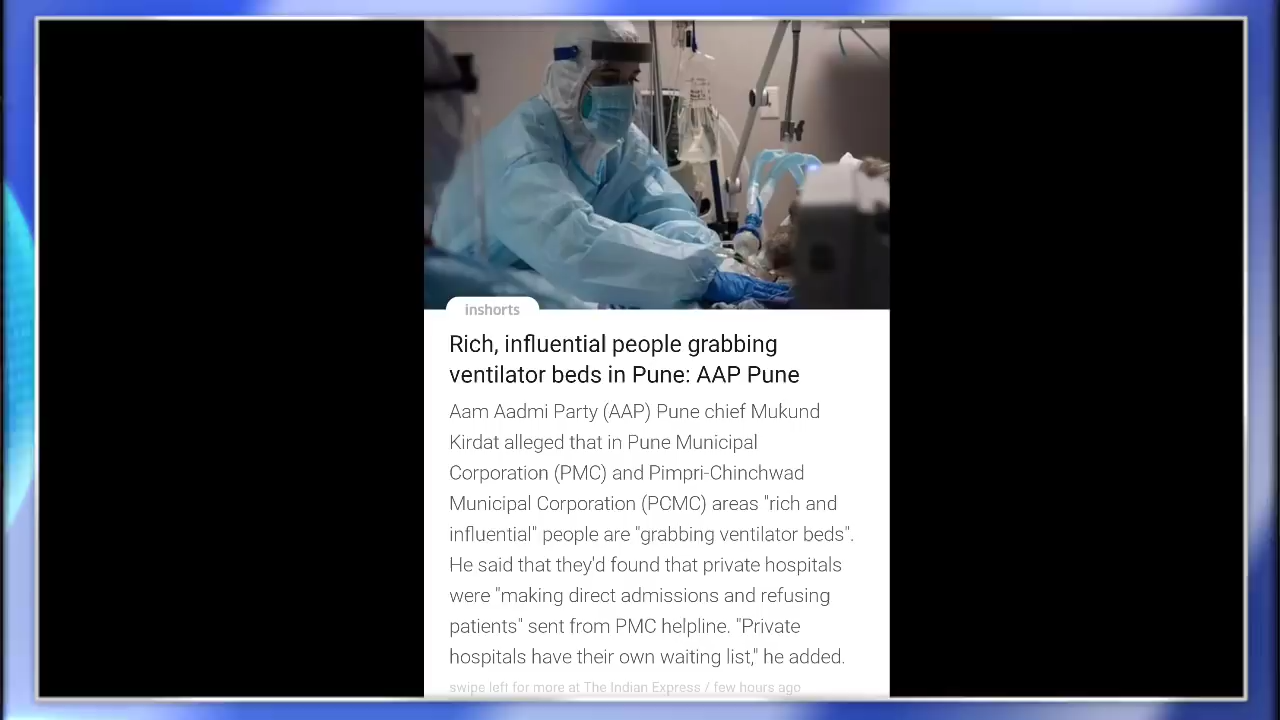 inshorts
Rich, influential people grabbing
ventilator beds in Pune: AAP Pune
Aam Aadmi Party (AAP) Pune chief Mukund
Kirdat alleged that in Pune Municipal
Corporation (PMC) and Pimpri-Chinchwad
Municipal Corporation (PCMC) areas "rich and
influential" people are "grabbing ventilator beds".
He said that they'd found that private hospitals
were "making direct admissions and refusing
patients" sent from PMC helpline. "Private
hospitals have their own waiting list," he added.
swipe left for more at The Indian Express / few hours ago